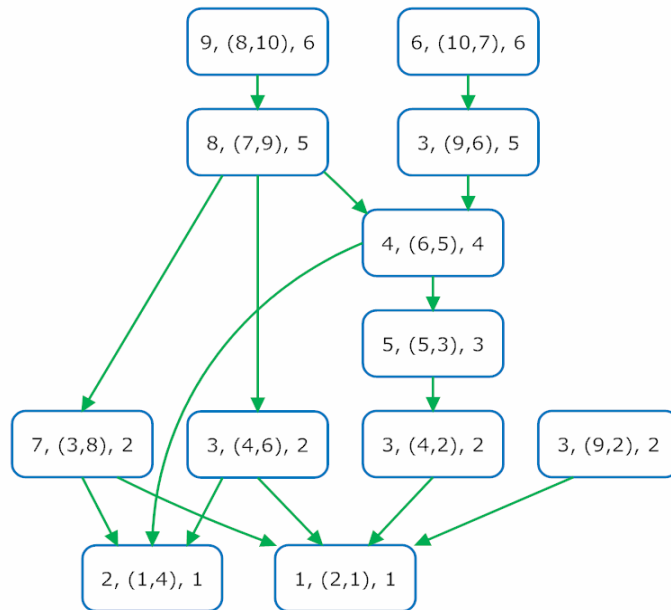 9, (8,10), 6
6, (10,7), 6
8, (7,9), 5
3, (9,6), 5
4, (6,5), 4
5, (5,3), 3
7, (3,8), 2
3, (4,6), 2
3, (4,2), 2
3, (9,2), 2
2, (1,4), 1
1, (2,1), 1